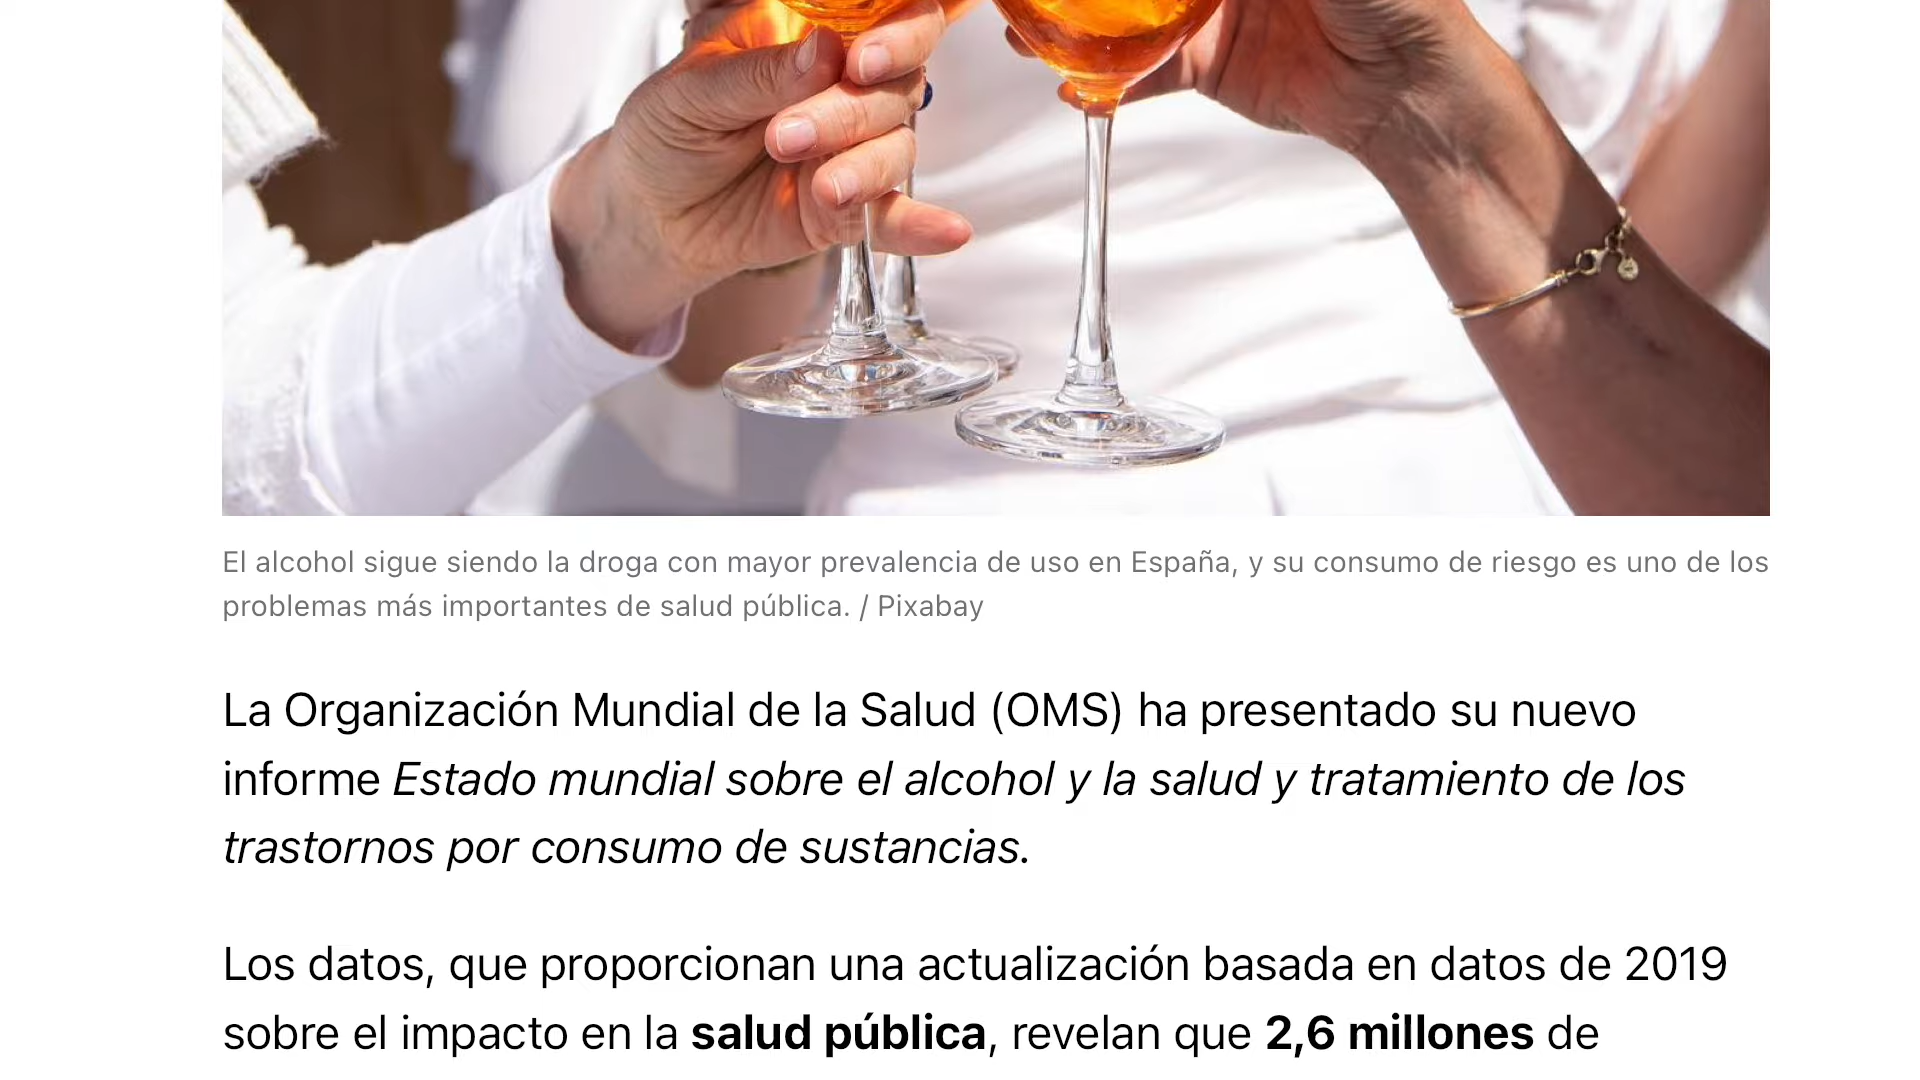 El alcohol sigue siendo la droga con mayor prevalencia de uso en España, y su consumo de riesgo es uno de los
problemas más importantes de salud pública. / Pixabay
La Organización Mundial de la Salud (OMS) ha presentado su nuevo
informe Estado mundial sobre el alcohol y la salud y tratamiento de los
trastornos por consumo de sustancias.
Los datos, que proporcionan una actualización basada en datos de 2019
sobre el impacto en la salud pública, revelan que 2,6 millones de